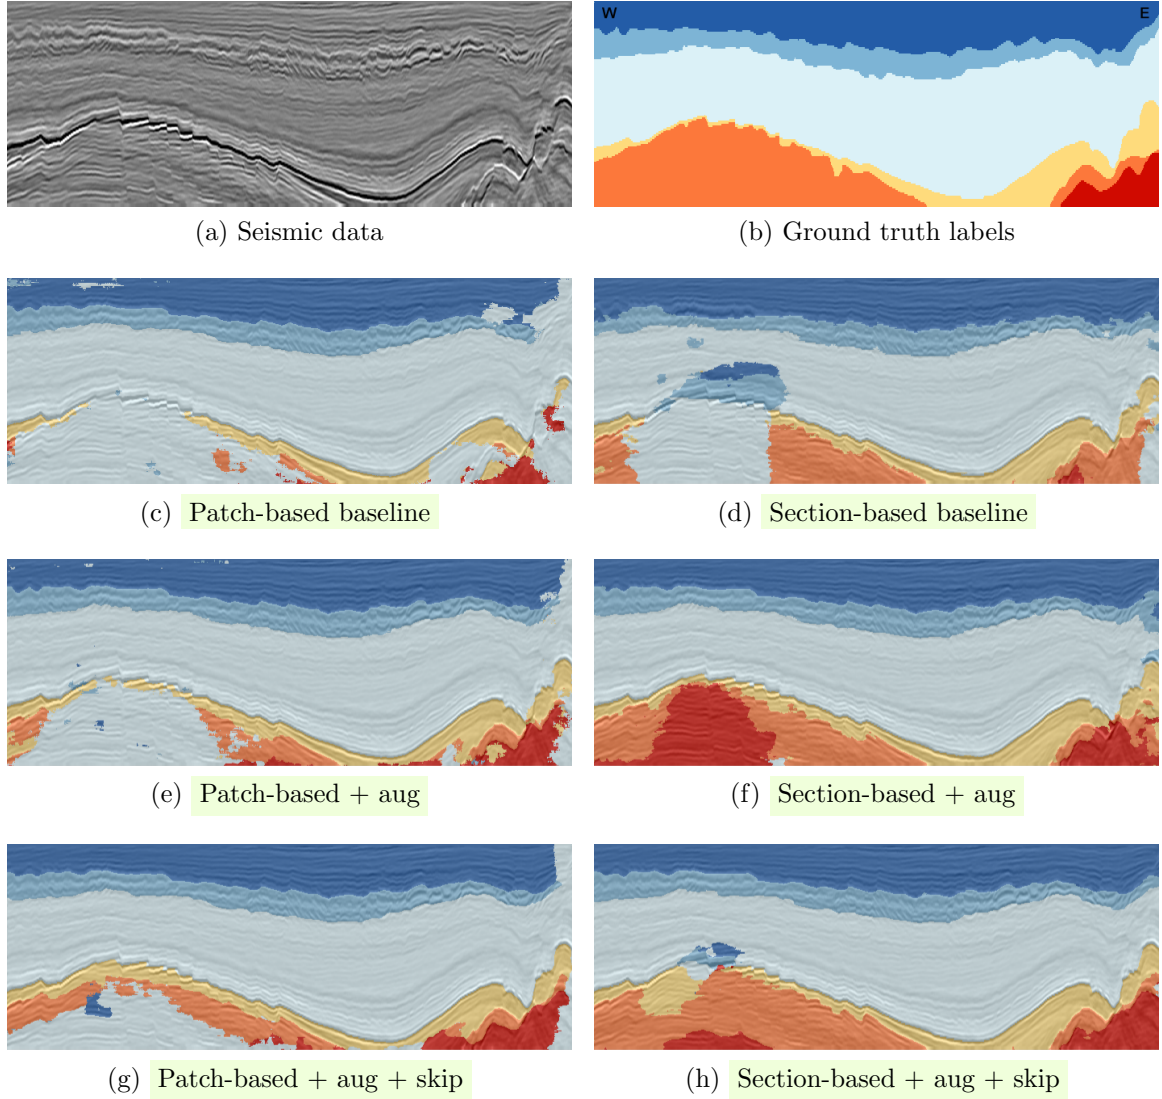 W E
(a) Seismic data
(b) Ground truth labels
(c) Patch-based baseline
(d) Section-based baseline
(e) Patch-based + aug
(f) Section-based + aug
(g) Patch-based + aug + skip
(h) Section-based + aug + skip